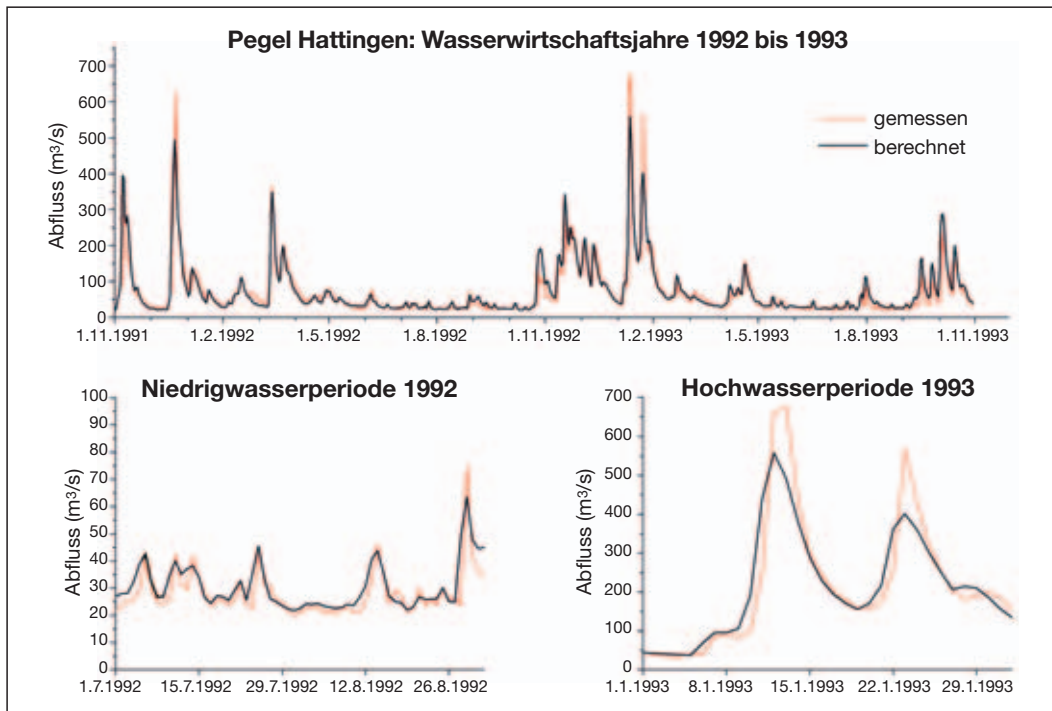 Pegel Hattingen: Wasserwirtschaftsjahre 1992 bis 1993
Abfluss (m³/s)
700
600
500
400
300
200
100
0
gemessen
berechnet
1.11.1991 1.2.1992 1.5.1992 1.8.1992 1.11.1992 1.2.1993 1.5.1993 1.8.1993 1.11.1993
Niedrigwasserperiode 1992
Abfluss (m³/s)
100
90
80
70
60
50
40
30
20
10
0
1.7.1992 15.7.1992 29.7.1992 12.8.1992 26.8.1992
Hochwasserperiode 1993
Abfluss (m³/s)
700
600
500
400
300
200
100
0
1.1.1993 8.1.1993 15.1.1993 22.1.1993 29.1.1993